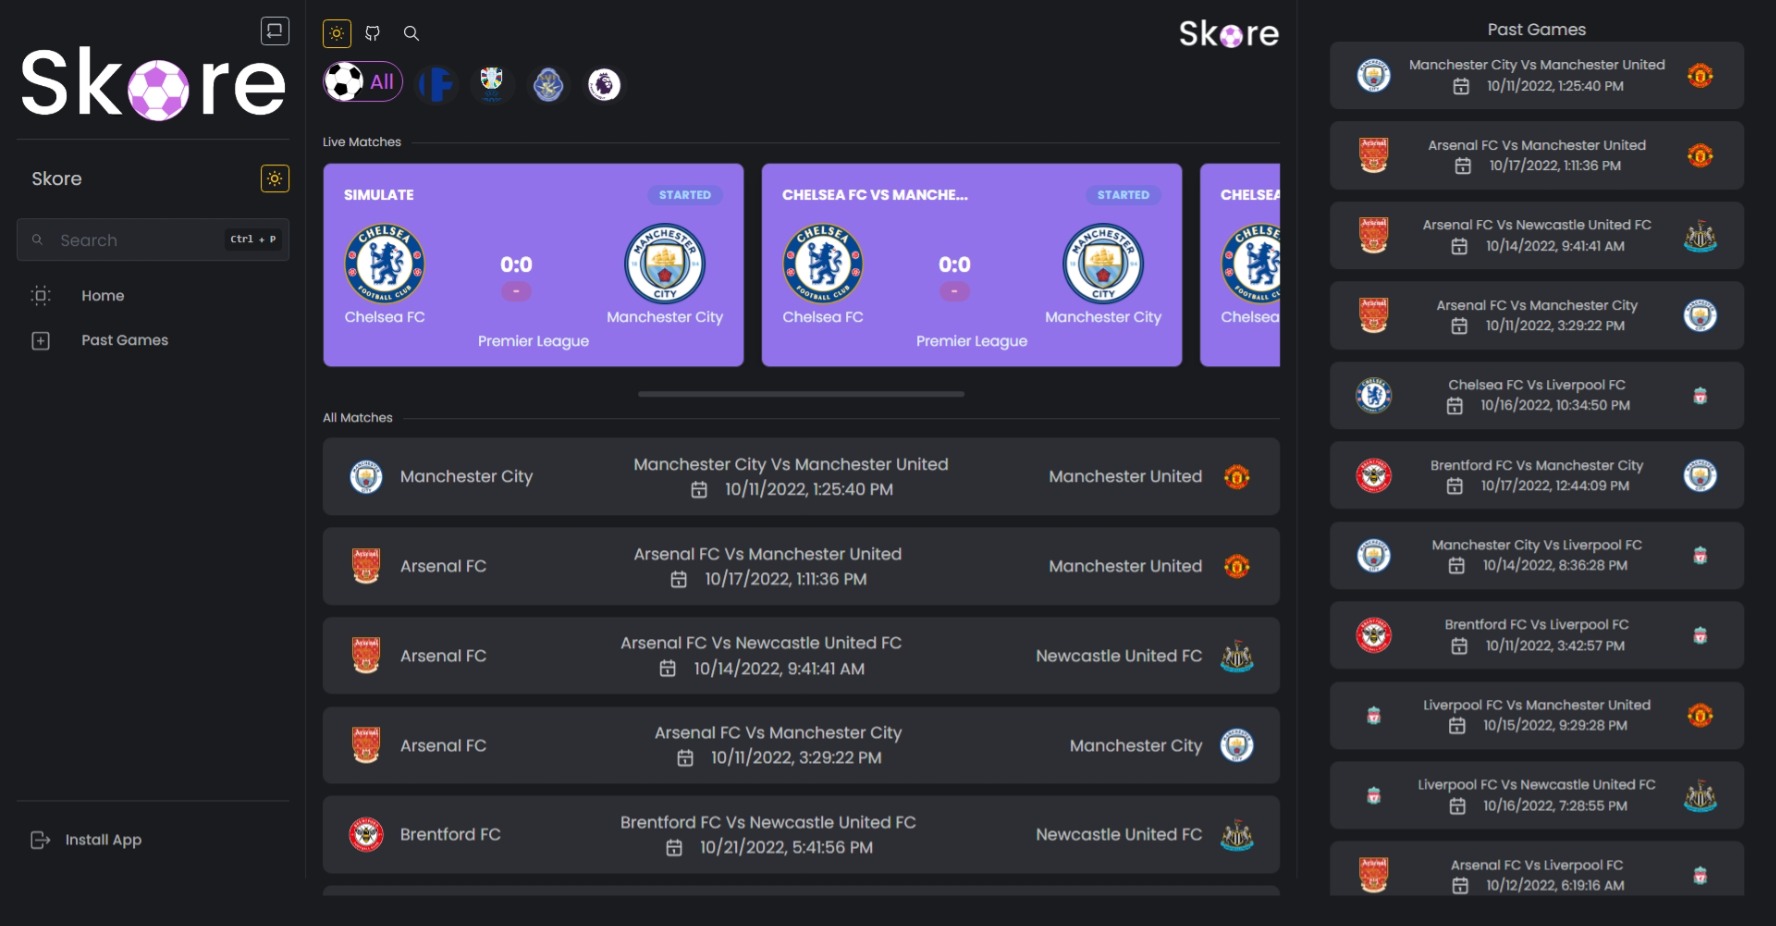 Skore
Skore
Search
Ctrl + P
Home
Past Games
Install App
Skore
All
Live Matches
SIMULATE
STARTED
0:0
-
Chelsea FC
Manchester City
Premier League
CHELSEA FC VS MANCHE...
STARTED
0:0
-
Chelsea FC
Manchester City
Premier League
CHELSEA
Chelsea
All Matches
Manchester City
Manchester City Vs Manchester United
10/11/2022, 1:25:40 PM
Manchester United
Arsenal FC
Arsenal FC Vs Manchester United
10/17/2022, 1:11:36 PM
Manchester United
Arsenal FC
Arsenal FC Vs Newcastle United FC
10/14/2022, 9:41:41 AM
Newcastle United FC
Arsenal FC
Arsenal FC Vs Manchester City
10/11/2022, 3:29:22 PM
Manchester City
Brentford FC
Brentford FC Vs Newcastle United FC
10/21/2022, 5:41:56 PM
Newcastle United FC
Past Games
Manchester City Vs Manchester United
10/11/2022, 1:25:40 PM
Arsenal FC Vs Manchester United
10/17/2022, 1:11:36 PM
Arsenal FC Vs Newcastle United FC
10/14/2022, 9:41:41 AM
Arsenal FC Vs Manchester City
10/11/2022, 3:29:22 PM
Chelsea FC Vs Liverpool FC
10/16/2022, 10:34:50 PM
Brentford FC Vs Manchester City
10/17/2022, 12:44:09 PM
Manchester City Vs Liverpool FC
10/14/2022, 8:36:28 PM
Brentford FC Vs Liverpool FC
10/11/2022, 3:42:57 PM
Liverpool FC Vs Manchester United
10/15/2022, 9:29:28 PM
Liverpool FC Vs Newcastle United FC
10/16/2022, 7:28:55 PM
Arsenal FC Vs Liverpool FC
10/12/2022, 6:19:16 AM